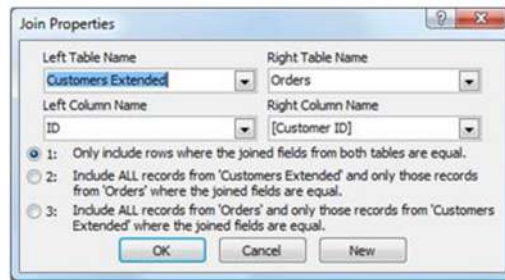 Join Properties
Left Table Name
Right Table Name
Customers Extended
Orders
Left Column Name
Right Column Name
ID
[Customer ID]
1: Only include rows where the joined fields from both tables are equal.
2: Include ALL records from 'Customers Extended' and only those records
from 'Orders' where the joined fields are equal.
3: Include ALL records from 'Orders' and only those records from 'Customers
Extended' where the joined fields are equal.
OK
Cancel
New